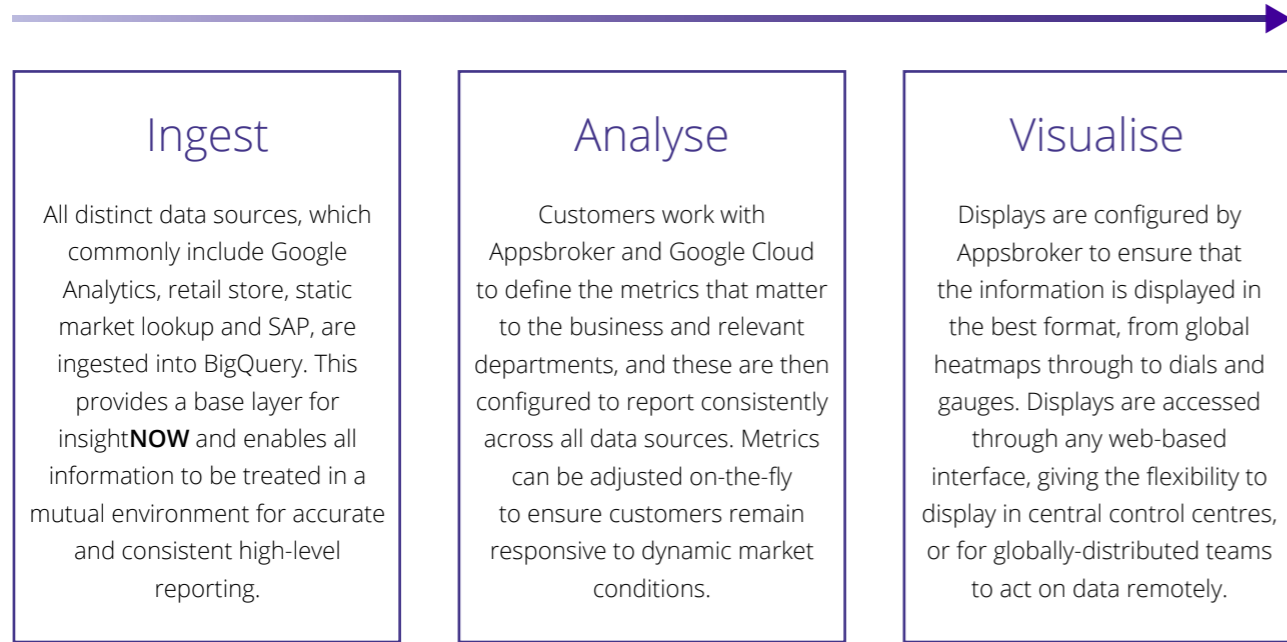 Ingest
All distinct data sources, which
commonly include Google
Analytics, retail store, static
market lookup and SAP, are
ingested into BigQuery. This
provides a base layer for
insightNOW and enables all
information to be treated in a
mutual environment for accurate
and consistent high-level
reporting.
Analyse
Customers work with
Appsbroker and Google Cloud
to define the metrics that matter
to the business and relevant
departments, and these are then
configured to report consistently
across all data sources. Metrics
can be adjusted on-the-fly
to ensure customers remain
responsive to dynamic market
conditions.
Visualise
Displays are configured by
Appsbroker to ensure that
the information is displayed in
the best format, from global
heatmaps through to dials and
gauges. Displays are accessed
through any web-based
interface, giving the flexibility to
display in central control centres,
or for globally-distributed teams
to act on data remotely.